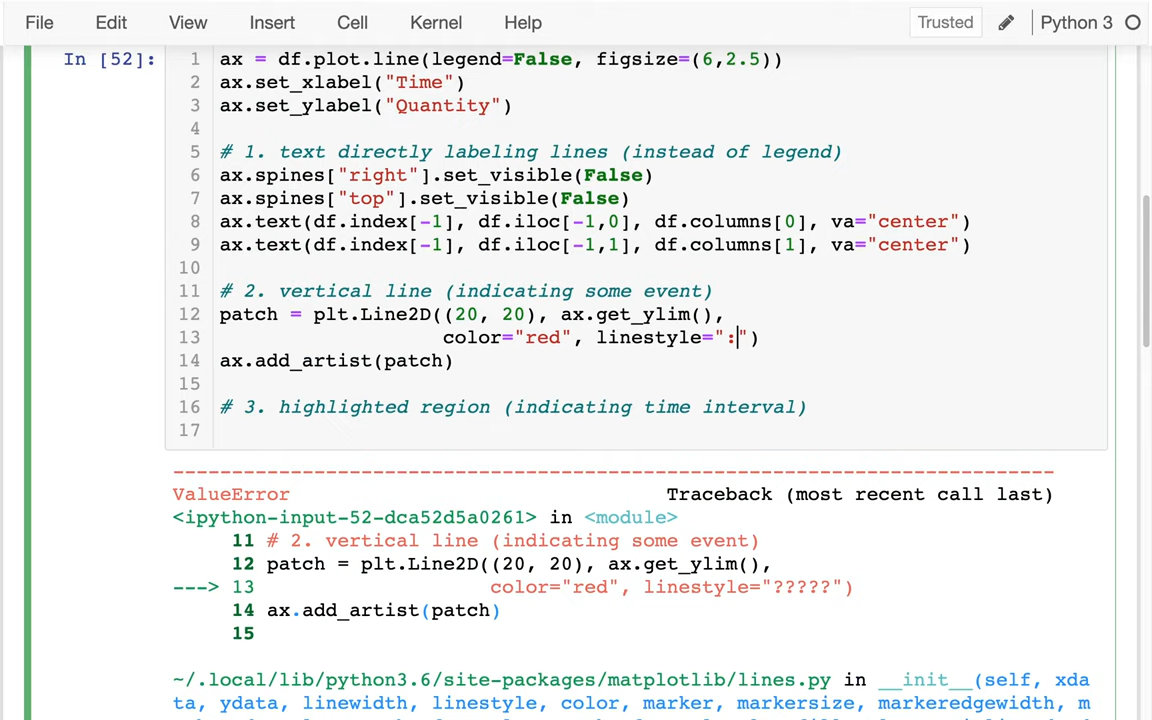 File Edit View Insert Cell Kernel Help Trusted Python 3
In [52]:
1 ax = df.plot.line(legend=False, figsize=(6,2.5))
2 ax.set_xlabel("Time")
3 ax.set_ylabel("Quantity")
4
5 # 1. text directly labeling lines (instead of legend)
6 ax.spines["right"].set_visible(False)
7 ax.spines["top"].set_visible(False)
8 ax.text(df.index[-1], df.iloc[-1,0], df.columns[0], va="center")
9 ax.text(df.index[-1], df.iloc[-1,1], df.columns[1], va="center")
10
11 # 2. vertical line (indicating some event)
12 patch = plt.Line2D((20, 20), ax.get_ylim(),
13                    color="red", linestyle=":")
14 ax.add_artist(patch)
15
16 # 3. highlighted region (indicating time interval)
17
---------------------------------------------------------------------------
ValueError                                Traceback (most recent call last)
<ipython-input-52-dca52d5a0261> in <module>
     11 # 2. vertical line (indicating some event)
     12 patch = plt.Line2D((20, 20), ax.get_ylim(),
---> 13                    color="red", linestyle="?????")
     14 ax.add_artist(patch)
     15
~/.local/lib/python3.6/site-packages/matplotlib/lines.py in __init__(self, xda
ta, ydata, linewidth, linestyle, color, marker, markersize, markeredgewidth, m